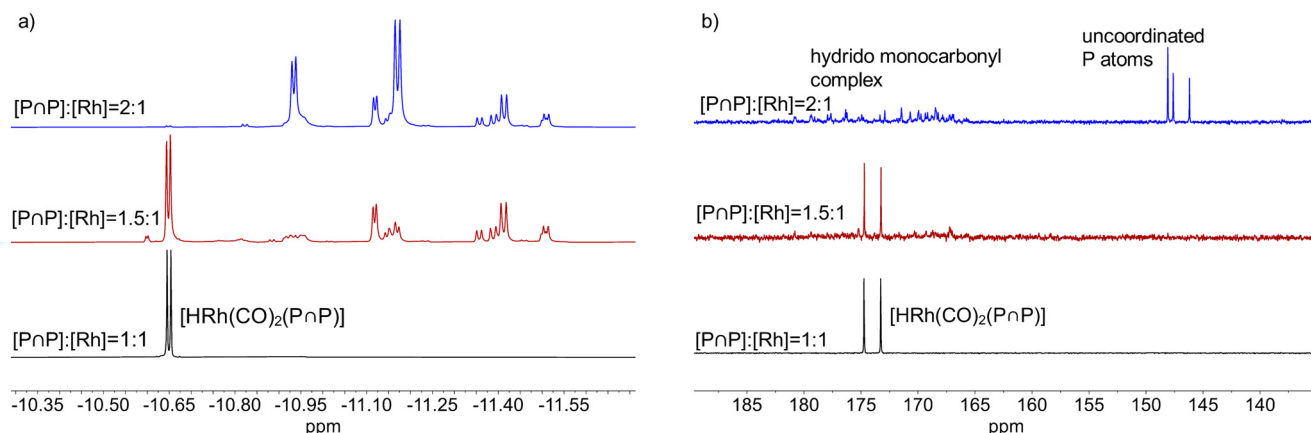 a)
[P∩P]:[Rh]=2:1
[P∩P]:[Rh]=1.5:1
[HRh(CO)₂(P∩P)]
[P∩P]:[Rh]=1:1
-10.35 -10.50 -10.65 -10.80 -10.95 -11.10 -11.25 -11.40 -11.55
ppm
b)
uncoordinated
P atoms
hydrido monocarbonyl
complex
[P∩P]:[Rh]=2:1
[P∩P]:[Rh]=1.5:1
[HRh(CO)₂(P∩P)]
[P∩P]:[Rh]=1:1
185 180 175 170 165 160 155 150 145 140
ppm